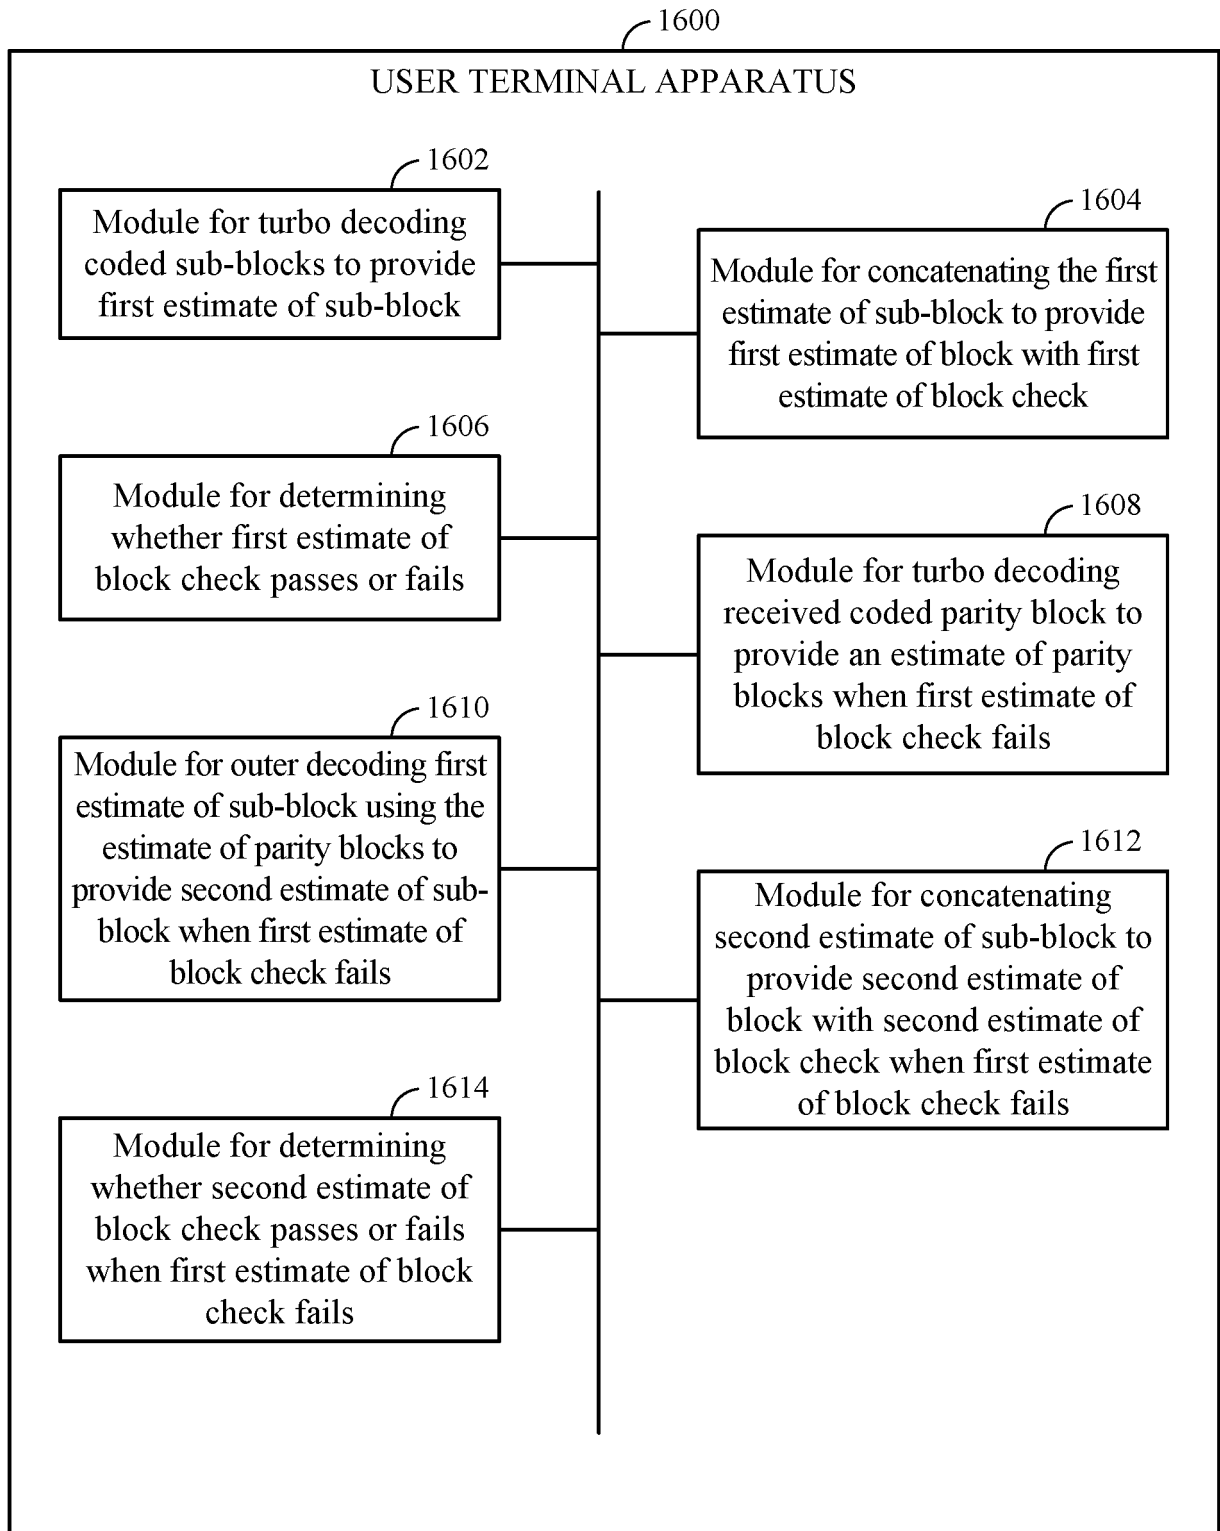 1600
USER TERMINAL APPARATUS
1602
Module for turbo decoding
coded sub-blocks to provide
first estimate of sub-block
1604
Module for concatenating the first
estimate of sub-block to provide
first estimate of block with first
estimate of block check
1606
Module for determining
whether first estimate of
block check passes or fails
1608
Module for turbo decoding
received coded parity block to
provide an estimate of parity
blocks when first estimate of
block check fails
1610
Module for outer decoding first
estimate of sub-block using the
estimate of parity blocks to
provide second estimate of sub-
block when first estimate of
block check fails
1612
Module for concatenating
second estimate of sub-block to
provide second estimate of
block with second estimate of
block check when first estimate
of block check fails
1614
Module for determining
whether second estimate of
block check passes or fails
when first estimate of block
check fails